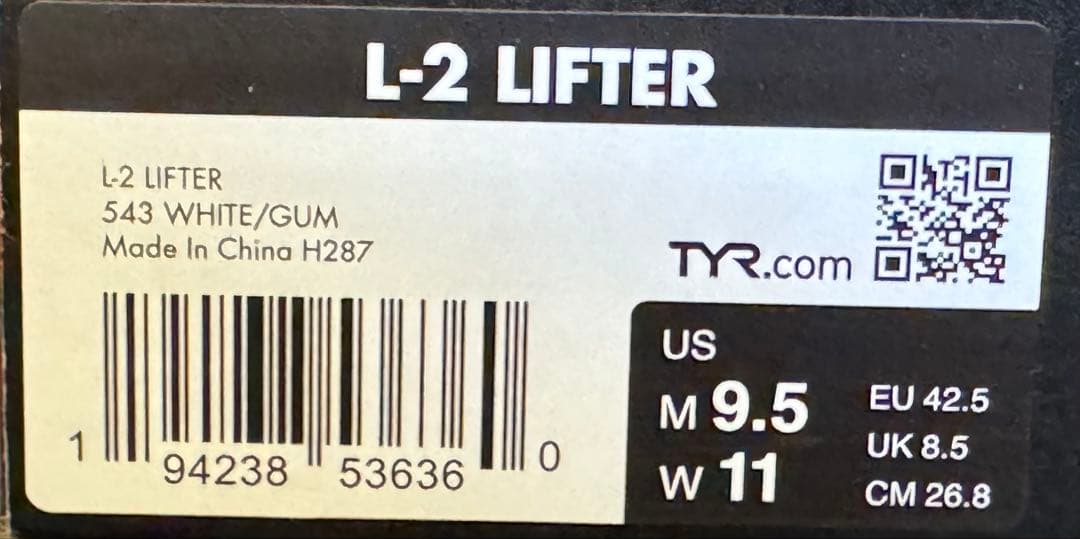 L-2 LIFTER
L-2 LIFTER
543 WHITE/GUM
Made In China H287
TYR.com
1 94238 53636 0
US
M 9.5
W 11
EU 42.5
UK 8.5
CM 26.8